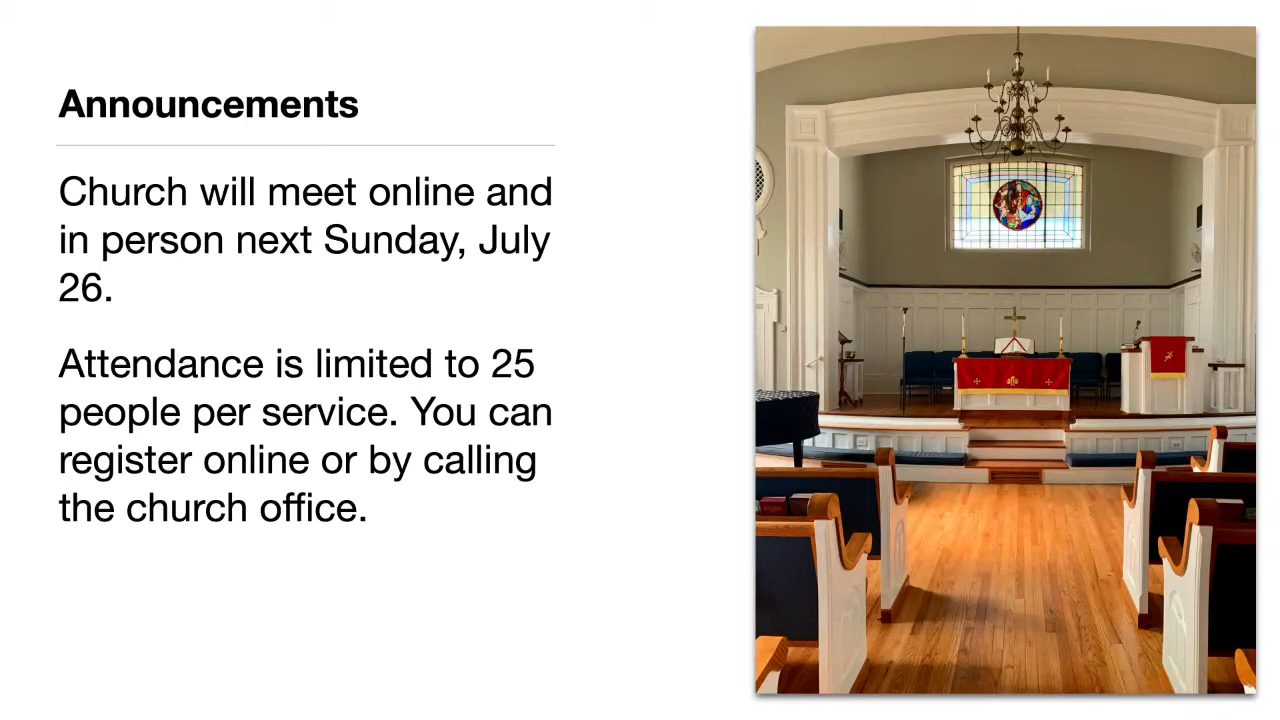 Announcements
Church will meet online and
in person next Sunday, July
26.
Attendance is limited to 25
people per service. You can
register online or by calling
the church office.